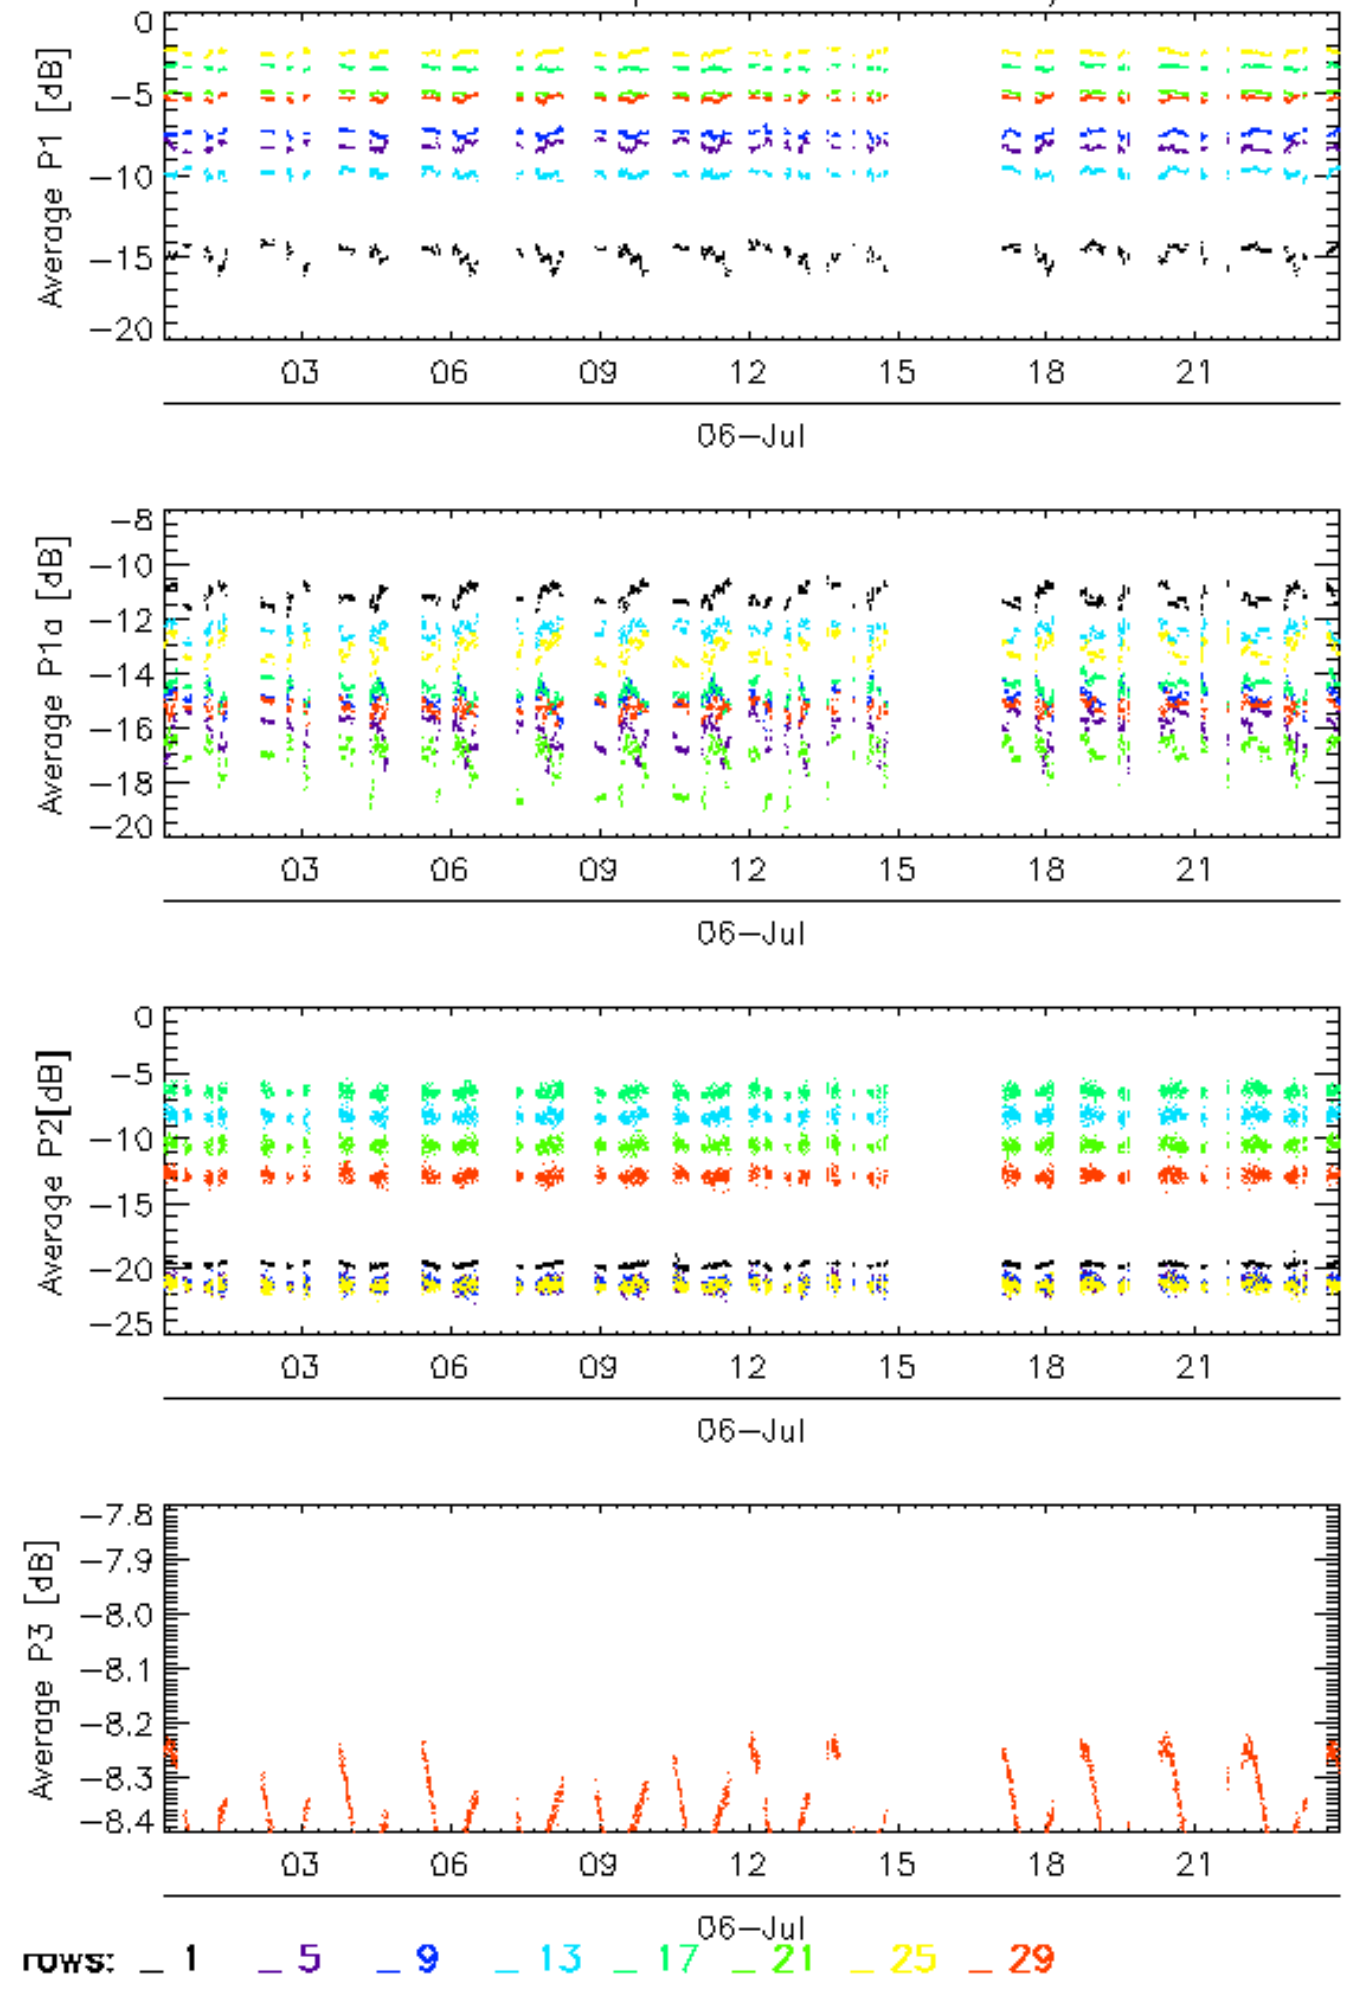 Average P1 [dB]
0
−5
−10
−15
−20
03 06 09 12 15 18 21
06−Jul
Average P1a [dB]
−8
−10
−12
−14
−16
−18
−20
03 06 09 12 15 18 21
06−Jul
Average P2[dB]
0
−5
−10
−15
−20
−25
03 06 09 12 15 18 21
06−Jul
Average P3 [dB]
−7.8
−7.9
−8.0
−8.1
−8.2
−8.3
−8.4
03 06 09 12 15 18 21
06−Jul
rows: _ 1 _ 5 _ 9 _ 13 _ 17 _ 21 _ 25 _ 29